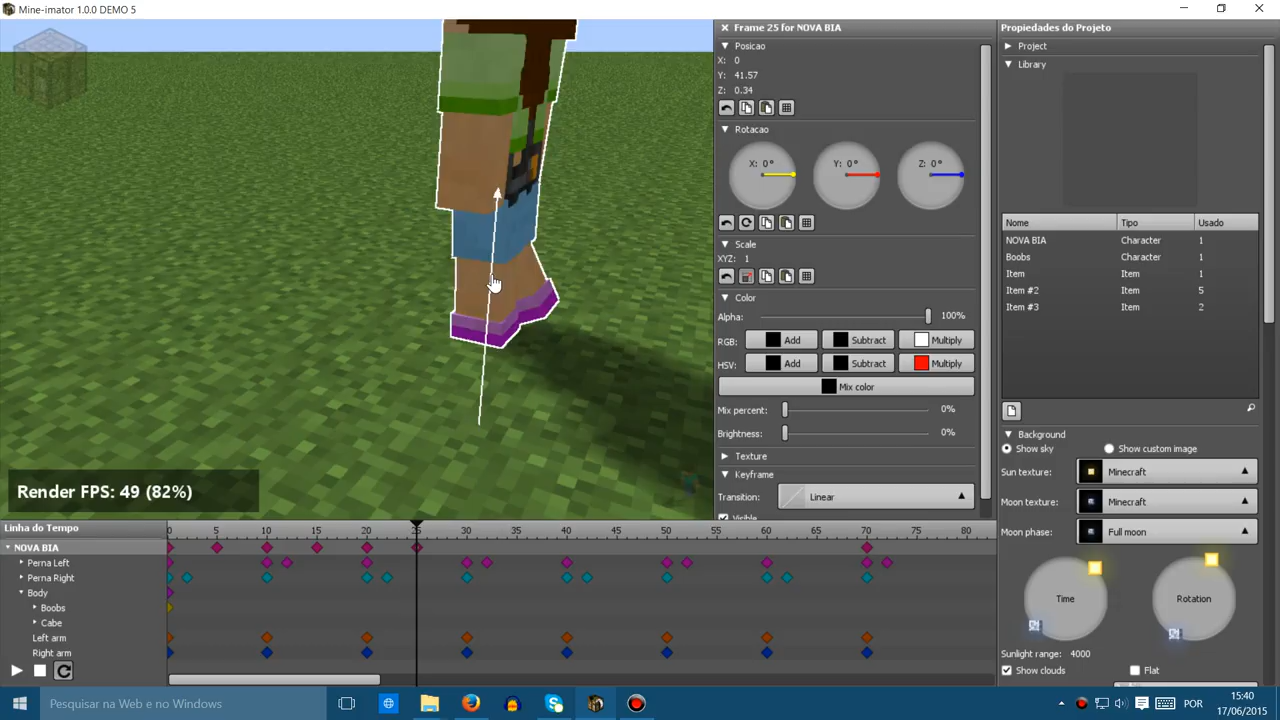 Mine-imator 1.0.0 DEMO 5
Frame 25 for NOVA BIA
Posicao
X: 0
Y: 41.57
Z: 0.34
Rotacao
X: 0°
Y: 0°
Z: 0°
Scale
XYZ: 1
Color
Alpha: 100%
RGB: Add Subtract Multiply
HSV: Add Subtract Multiply
Mix color
Mix percent: 0%
Brightness: 0%
Texture
Keyframe
Transition: Linear
Visible
Propiedades do Projeto
Project
Library
Nome Tipo Usado
NOVA BIA Character 1
Boobs Character 1
Item Item 1
Item #2 Item 5
Item #3 Item 2
Background
Show sky Show custom image
Sun texture: Minecraft
Moon texture: Minecraft
Moon phase: Full moon
Time
Rotation
Sunlight range: 4000
Show clouds Flat
Render FPS: 49 (82%)
Linha do Tempo
0 5 10 15 20 25 30 35 40 45 50 55 60 65 70 75 80
NOVA BIA
Perna Left
Perna Right
Body
Boobs
Cabe
Left arm
Right arm
Pesquisar na Web e no Windows
POR
15:40
17/06/2015